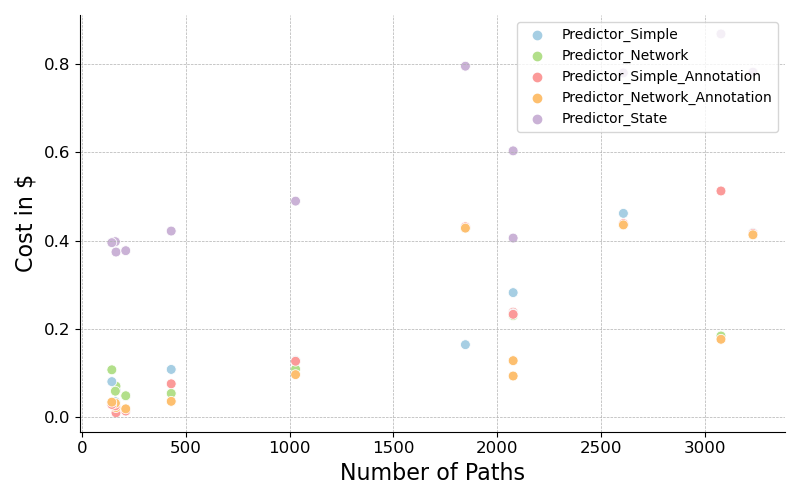 Predictor_Simple
Predictor_Network
Predictor_Simple_Annotation
Predictor_Network_Annotation
Predictor_State
Cost in $
0.8
0.6
0.4
0.2
0.0
0 500 1000 1500 2000 2500 3000
Number of Paths